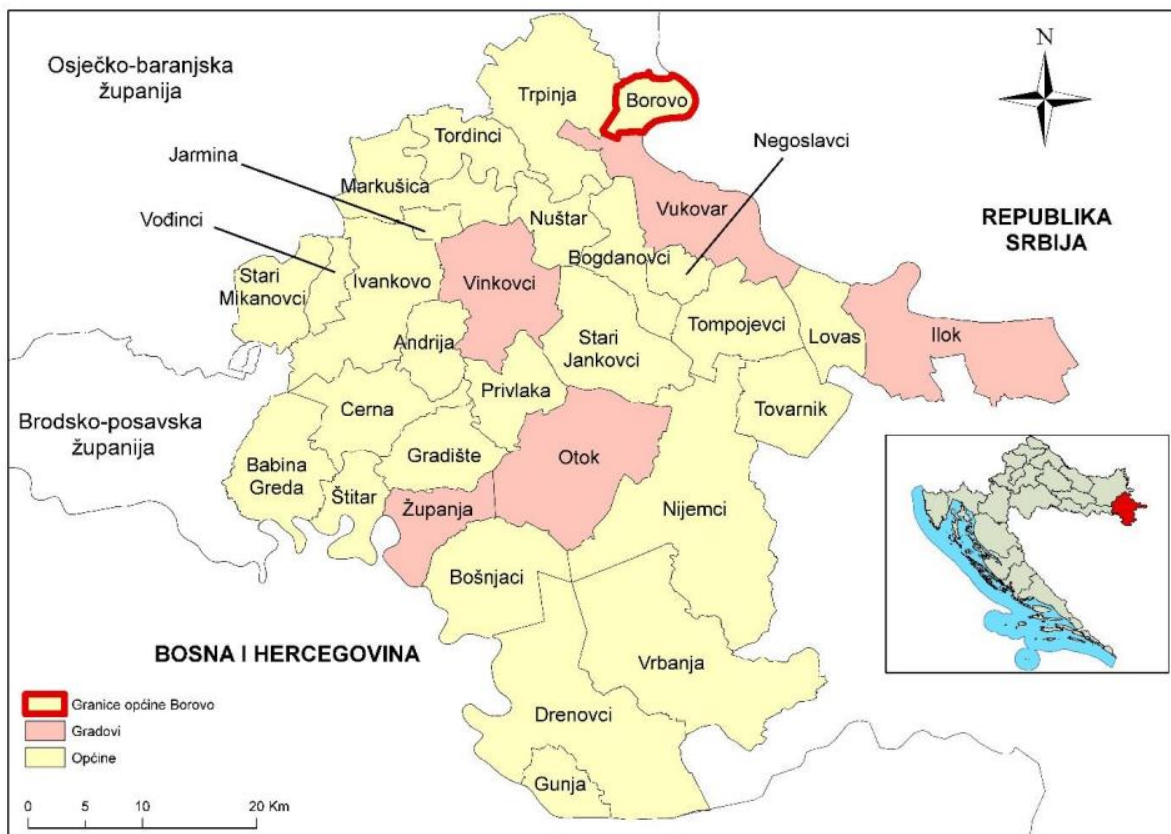 Osječko-baranjska
županija
N
Trpinja
Borovo
Tordinci
Negoslavci
Jarmina
Markušica
Vođinci
Nuštar
Vukovar
REPUBLIKA
SRBIJA
Bogdanovci
Stari
Mikanovci
Ivankovo
Vinkovci
Tompojevci
Lovas
Ilok
Andrija
Stari
Jankovci
Privlaka
Tovarnik
Cerna
Brodsko-posavska
županija
Gradište
Otok
Babina
Greda
Štitar
Županja
Nijemci
Bošnjaci
BOSNA I HERCEGOVINA
Vrbanja
Drenovci
Gunja
Granice općine Borovo
Gradovi
Općine
0 5 10 20 Km